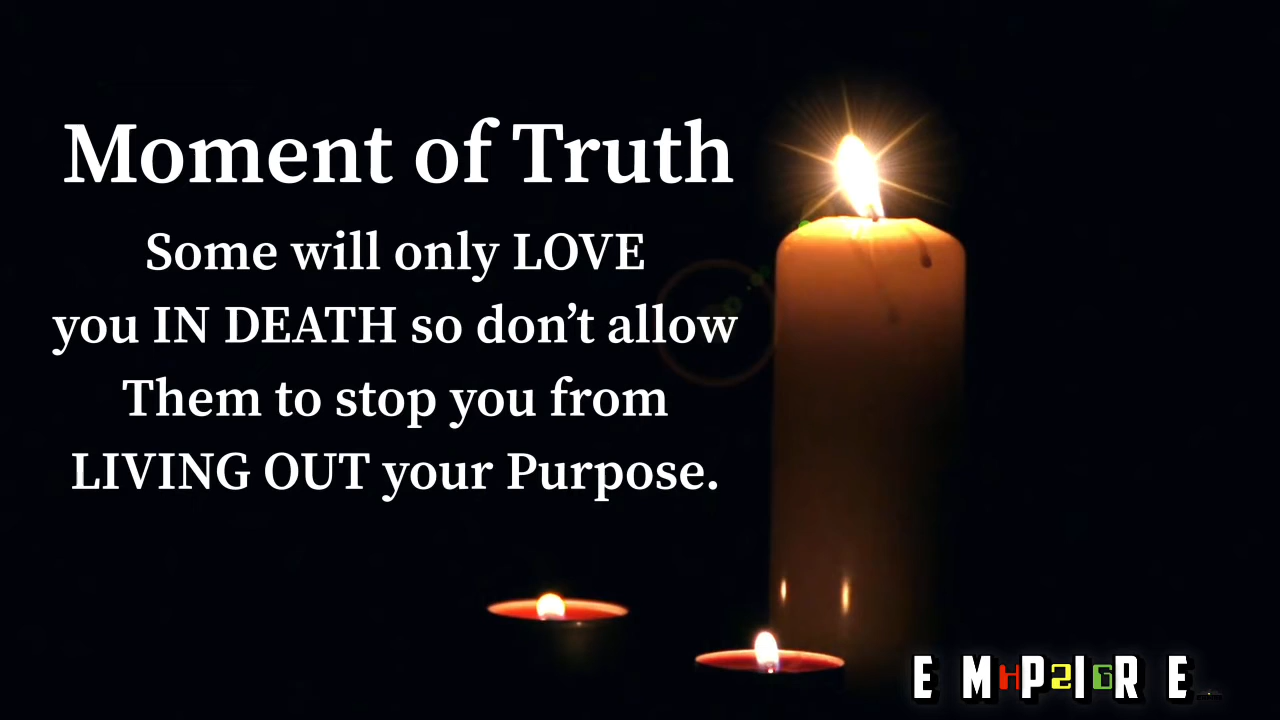 Moment of Truth
Some will only LOVE
you IN DEATH so don’t allow
Them to stop you from
LIVING OUT your Purpose.
E MHP2IGR E